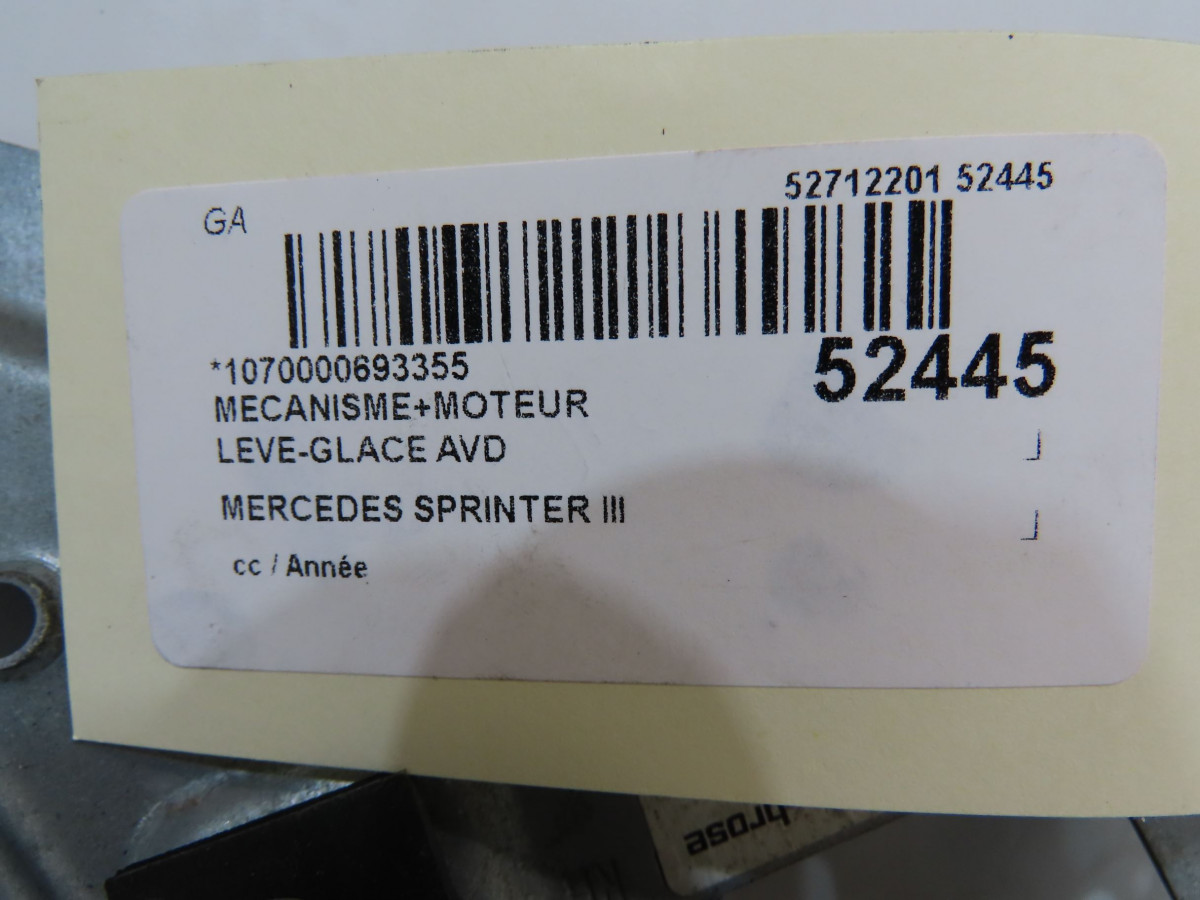 52712201 52445
GA
*1070000693355
52445
MECANISME+MOTEUR
LEVE-GLACE AVD
MERCEDES SPRINTER III
cc / Année
brose